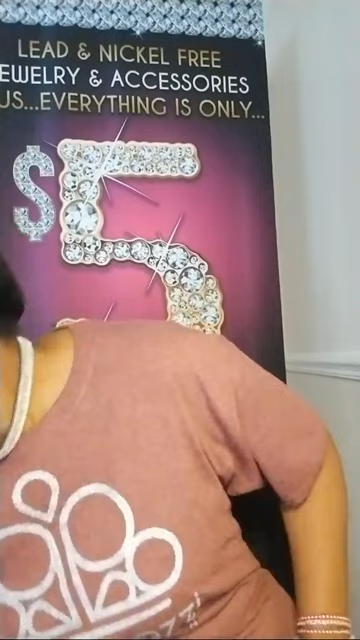 LEAD & NICKEL FREE
EWELRY & ACCESSORIES
US...EVERYTHING IS ONLY...
$5